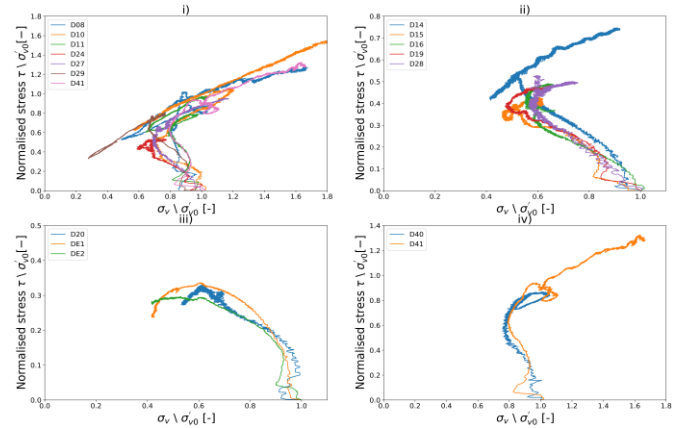 i)
D08
D10
D11
D24
D27
D29
D41
Normalised stress τ \ σ'v0[-]
1.4
1.2
1.0
0.8
0.6
0.4
0.2
0.0
0.0 0.2 0.4 0.6 0.8 1.0 1.2 1.4 1.6 1.8
σv \ σ'v0 [-]
ii)
D14
D15
D16
D19
D28
Normalised stress τ \ σ'v0[-]
0.8
0.7
0.6
0.5
0.4
0.3
0.2
0.1
0.0
0.0 0.2 0.4 0.6 0.8 1.0
σv \ σ'v0 [-]
iii)
D20
DE1
DE2
Normalised stress τ \ σ'v0[-]
0.5
0.4
0.3
0.2
0.1
0.0
0.0 0.2 0.4 0.6 0.8 1.0
σv \ σ'v0 [-]
iv)
D40
D41
Normalised stress τ \ σ'v0[-]
1.4
1.2
1.0
0.8
0.6
0.4
0.2
0.0
0.0 0.2 0.4 0.6 0.8 1.0 1.2 1.4 1.6 1.8
σv \ σ'v0 [-]